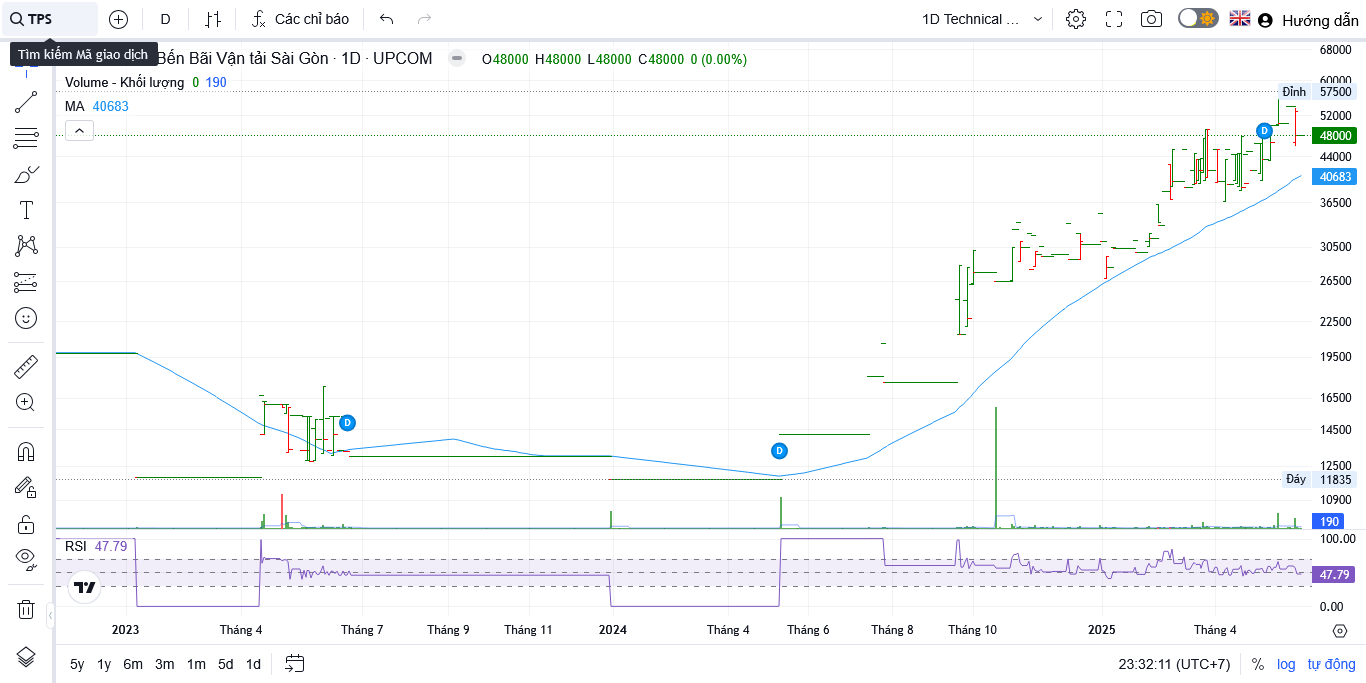 TPS
D
Các chỉ báo
1D Technical ...
Hướng dẫn
Tìm kiếm Mã giao dịch
Bến Bãi Vận tải Sài Gòn · 1D · UPCOM
O48000 H48000 L48000 C48000 0 (0.00%)
Volume - Khối lượng 0 190
MA 40683
68000
60000
Đỉnh 57500
52000
48000
44000
40683
36500
30500
26500
22500
19500
16500
14500
12500
Đáy 11835
10900
190
D
D
D
RSI 47.79
100.00
47.79
0.00
2023
Tháng 4
Tháng 7
Tháng 9
Tháng 11
2024
Tháng 4
Tháng 6
Tháng 8
Tháng 10
2025
Tháng 4
5y 1y 6m 3m 1m 5d 1d
23:32:11 (UTC+7) % log tự động